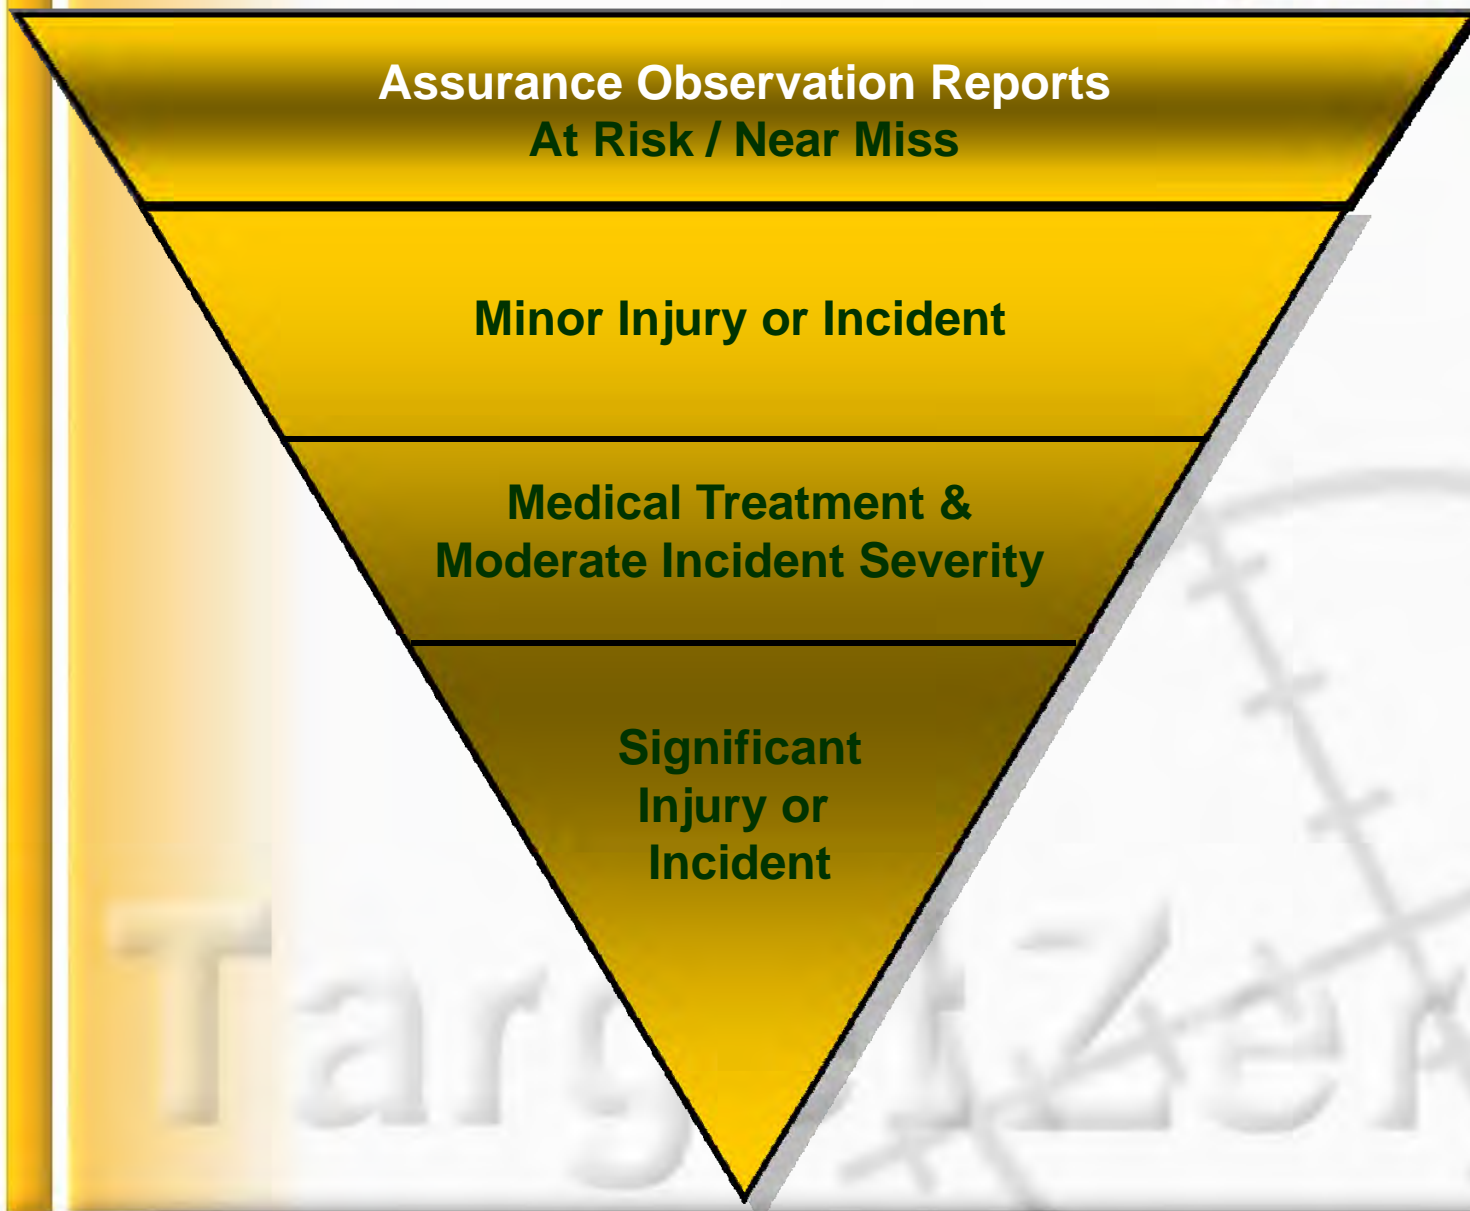 Assurance Observation Reports
At Risk / Near Miss
Minor Injury or Incident
Medical Treatment &
Moderate Incident Severity
Significant
Injury or
Incident